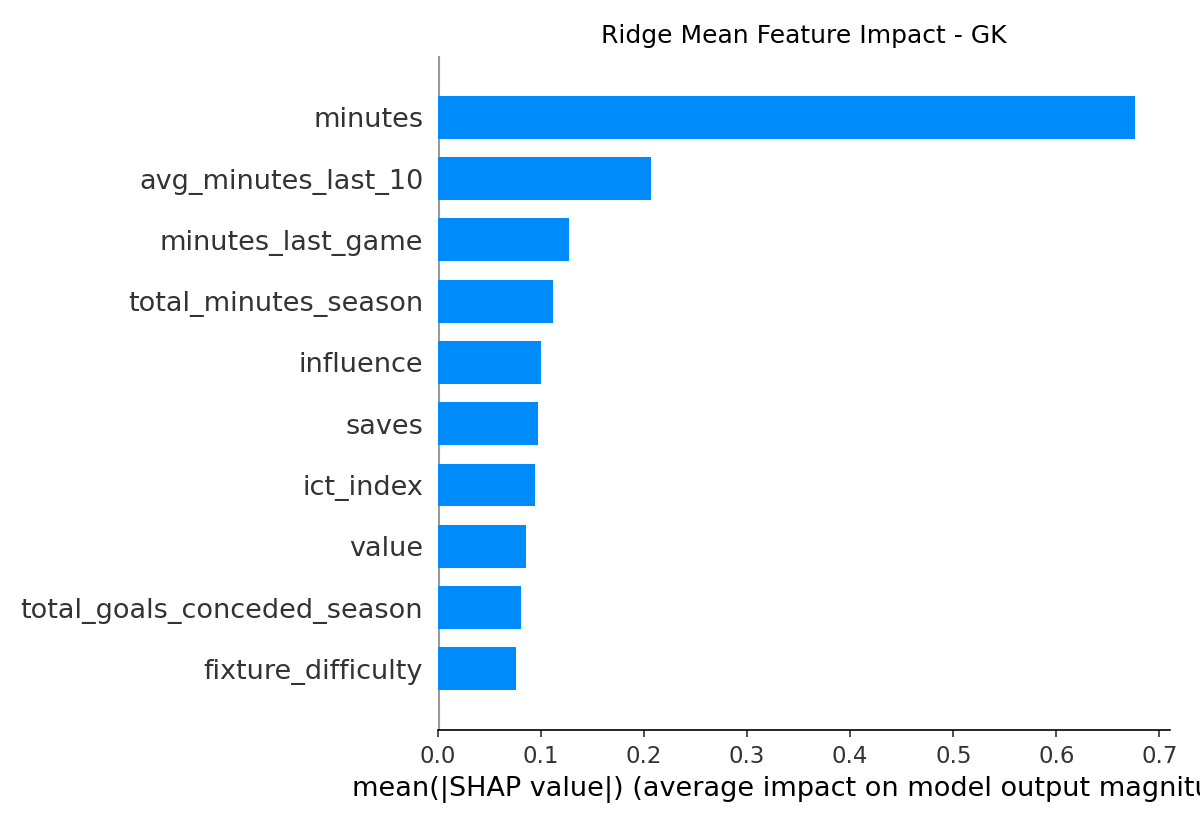 Ridge Mean Feature Impact - GK
minutes
avg_minutes_last_10
minutes_last_game
total_minutes_season
influence
saves
ict_index
value
total_goals_conceded_season
fixture_difficulty
0.0 0.1 0.2 0.3 0.4 0.5 0.6 0.7
mean(|SHAP value|) (average impact on model output